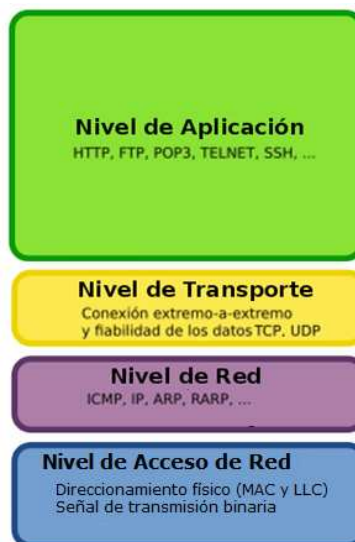 Nivel de Aplicación
HTTP, FTP, POP3, TELNET, SSH, ...
Nivel de Transporte
Conexión extremo-a-extremo
y fiabilidad de los datos TCP, UDP
Nivel de Red
ICMP, IP, ARP, RARP, ...
Nivel de Acceso de Red
Direccionamiento físico (MAC y LLC)
Señal de transmisión binaria